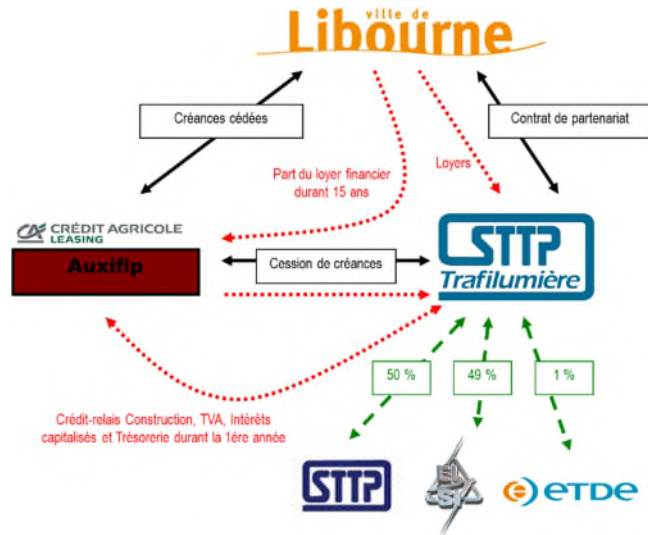 ville de
Libourne
Créances cédées
Contrat de partenariat
Part du loyer financier
durant 15 ans
Loyers
CA CRÉDIT AGRICOLE
LEASING
Auxifip
Cession de créances
STTP
Trafilumière
50 %
49 %
1 %
Crédit-relais Construction, TVA, Intérêts
capitalisés et Trésorerie durant la 1ére année
STTP
eTDE